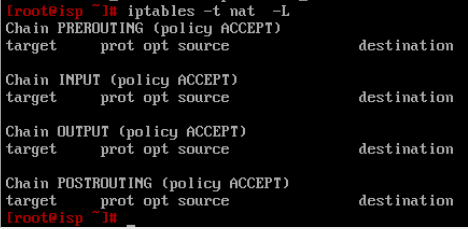 [root@isp ~]# iptables -t nat  -L
Chain PREROUTING (policy ACCEPT)
target     prot opt source               destination
Chain INPUT (policy ACCEPT)
target     prot opt source               destination
Chain OUTPUT (policy ACCEPT)
target     prot opt source               destination
Chain POSTROUTING (policy ACCEPT)
target     prot opt source               destination
[root@isp ~]# _